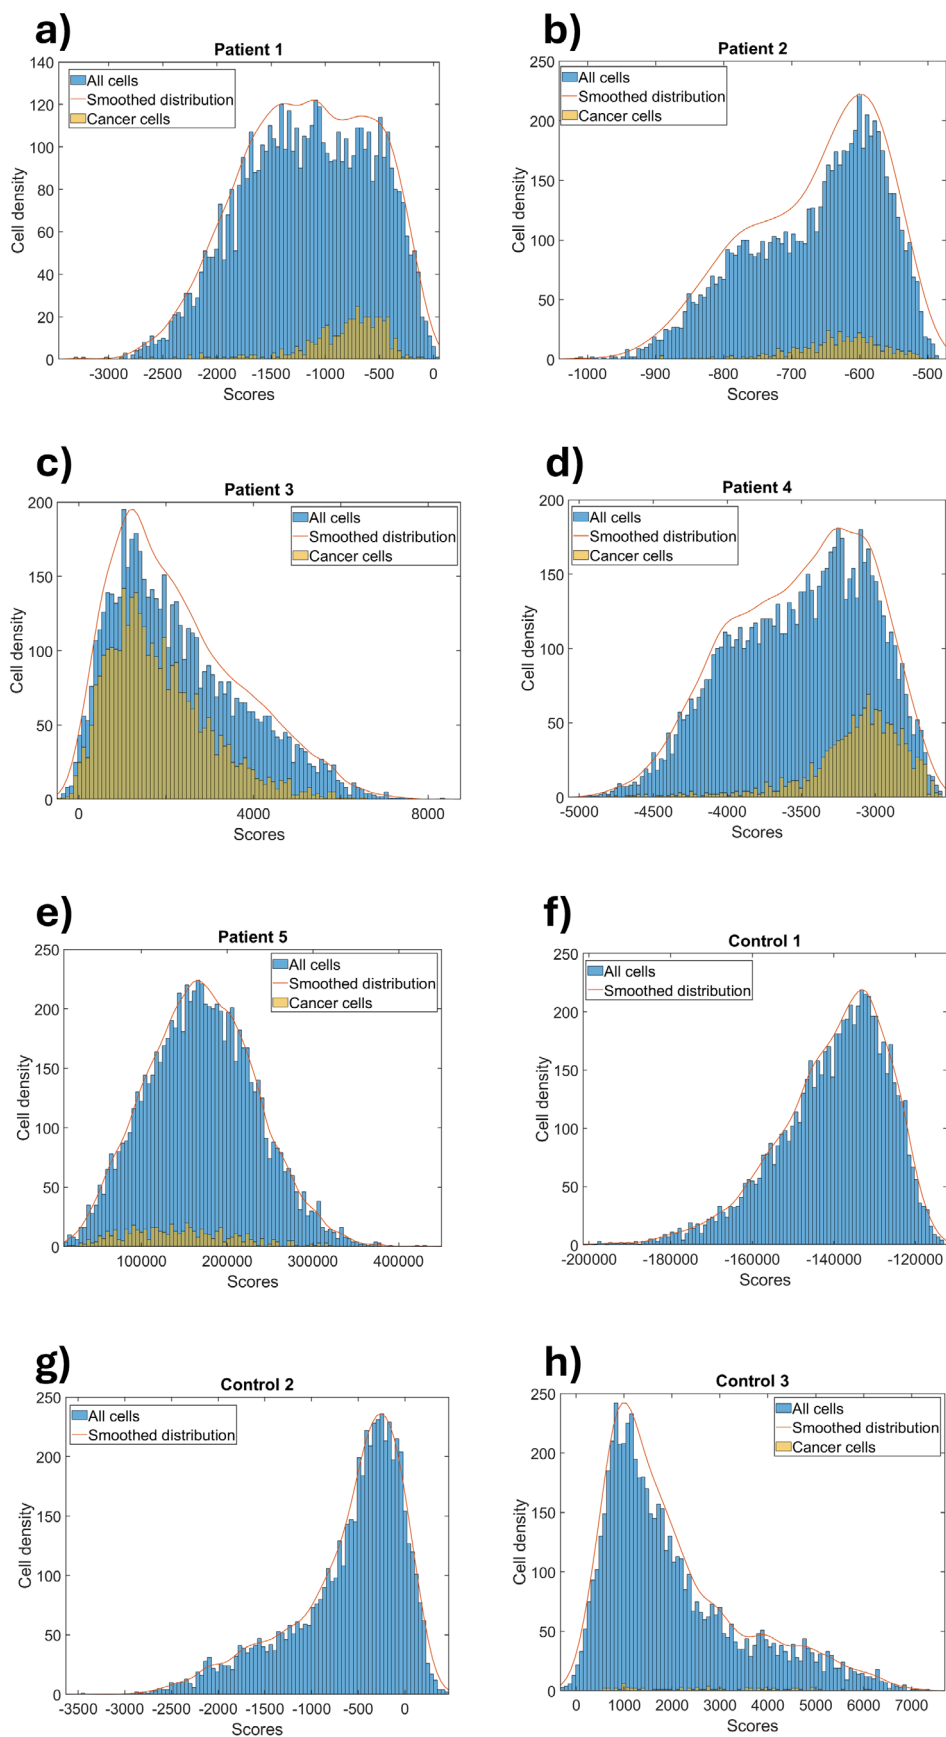 a)
Patient 1
All cells
Smoothed distribution
Cancer cells
Cell density
140
120
100
80
60
40
20
0
-3000 -2500 -2000 -1500 -1000 -500 0
Scores
b)
Patient 2
All cells
Smoothed distribution
Cancer cells
Cell density
250
200
150
100
50
0
-1000 -900 -800 -700 -600 -500
Scores
c)
Patient 3
All cells
Smoothed distribution
Cancer cells
Cell density
200
150
100
50
0
0 4000 8000
Scores
d)
Patient 4
All cells
Smoothed distribution
Cancer cells
Cell density
200
150
100
50
0
-5000 -4500 -4000 -3500 -3000
Scores
e)
Patient 5
All cells
Smoothed distribution
Cancer cells
Cell density
250
200
150
100
50
0
100000 200000 300000 400000
Scores
f)
Control 1
All cells
Smoothed distribution
Cell density
250
200
150
100
50
0
-200000 -180000 -160000 -140000 -120000
Scores
g)
Control 2
All cells
Smoothed distribution
Cell density
250
200
150
100
50
0
-3500 -3000 -2500 -2000 -1500 -1000 -500 0
Scores
h)
Control 3
All cells
Smoothed distribution
Cancer cells
Cell density
250
200
150
100
50
0
0 1000 2000 3000 4000 5000 6000 7000
Scores